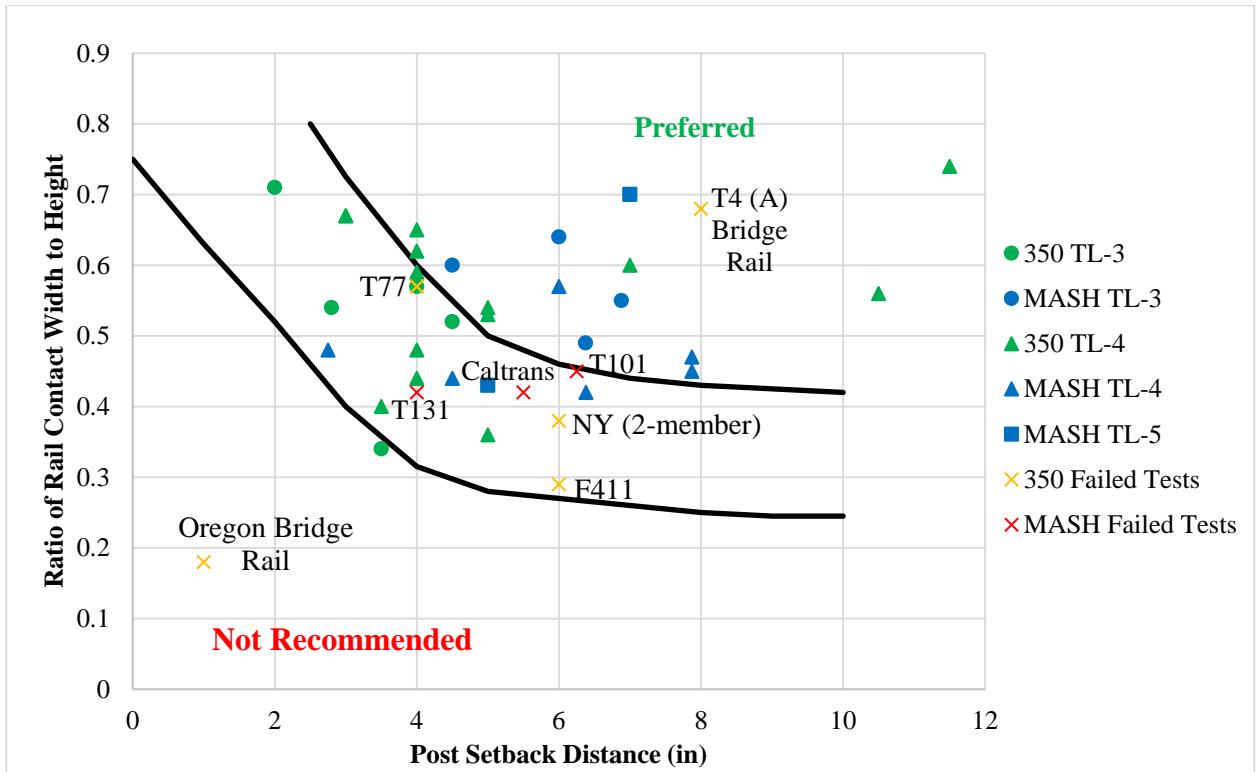 0.9
0.8
0.7
0.6
0.5
0.4
0.3
0.2
0.1
0
Ratio of Rail Contact Width to Height
Preferred
T4 (A)
Bridge
Rail
T77
T101
Caltrans
T131
NY (2-member)
F411
Oregon Bridge
Rail
Not Recommended
0 2 4 6 8 10 12
Post Setback Distance (in)
350 TL-3
MASH TL-3
350 TL-4
MASH TL-4
MASH TL-5
350 Failed Tests
MASH Failed Tests